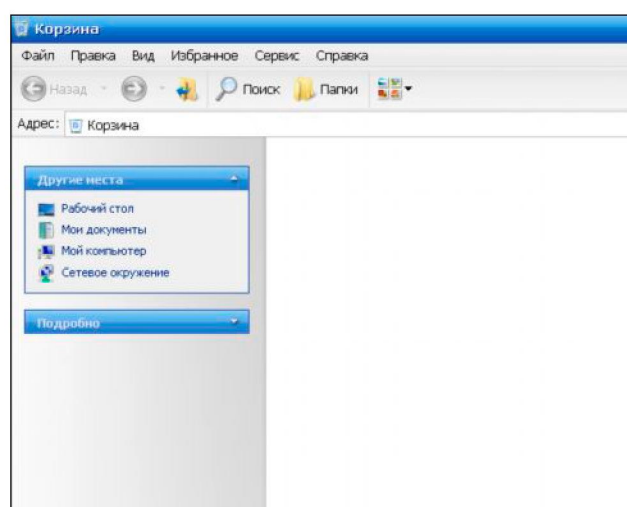 Корзина
Файл Правка Вид Избранное Сервис Справка
Назад Поиск Папки
Адрес: Корзина
Другие места
Рабочий стол
Мои документы
Мой компьютер
Сетевое окружение
Подробно